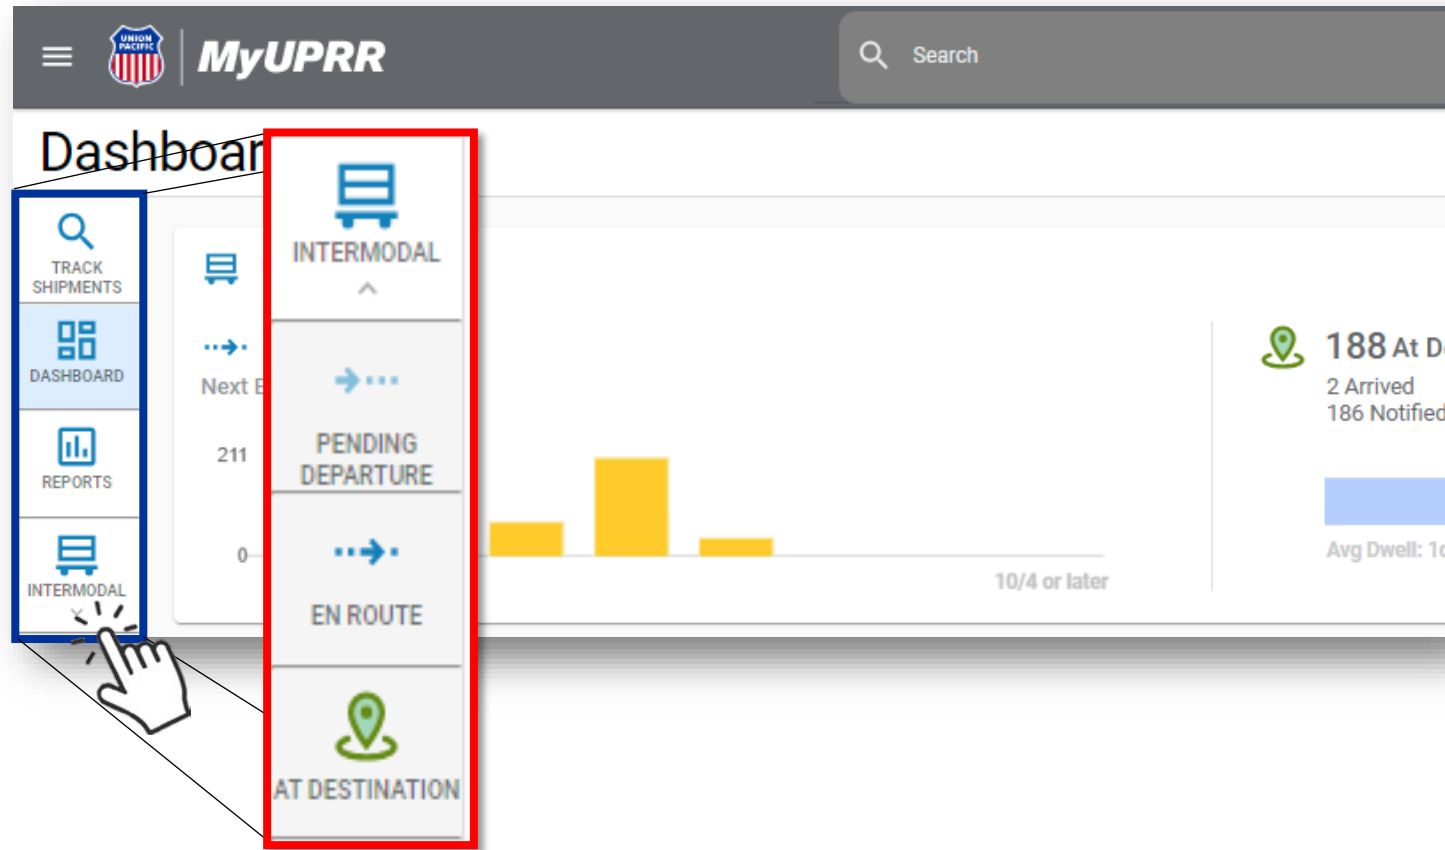 UNION
PACIFIC
MyUPRR
Search
Dashboar
TRACK
SHIPMENTS
DASHBOARD
REPORTS
INTERMODAL
INTERMODAL
PENDING
DEPARTURE
EN ROUTE
AT DESTINATION
Next E
211
0
10/4 or later
188 At D
2 Arrived
186 Notified
Avg Dwell: 1